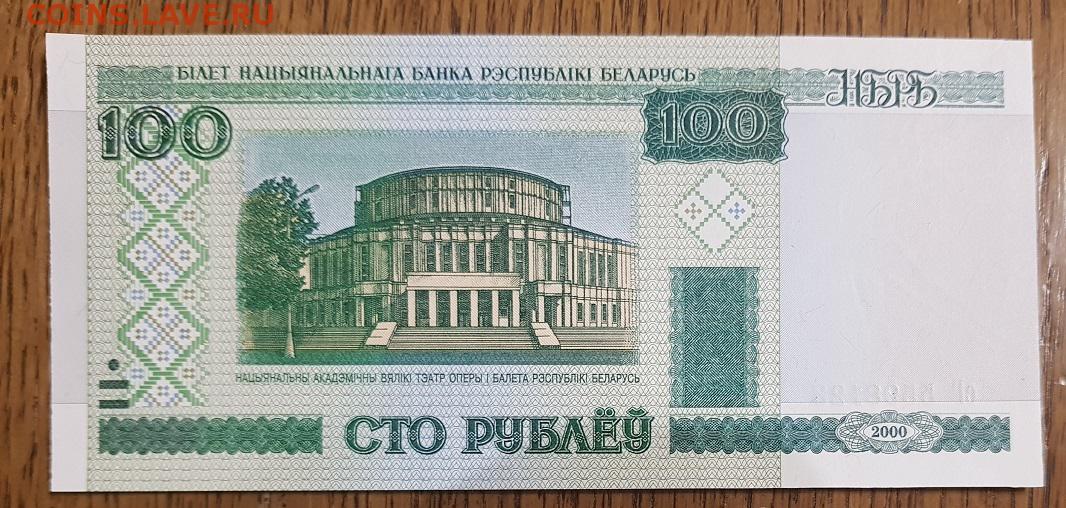 COINS.LAVE.RU
БІЛЕТ НАЦЫЯНАЛЬНАГА БАНКА РЭСПУБЛІКІ БЕЛАРУСЬ
НБРБ
100
100
НАЦЫЯНАЛЬНЫ АКАДЭМІЧНЫ ВЯЛІКІ ТЭАТР ОПЕРЫ І БАЛЕТА РЭСПУБЛІКІ БЕЛАРУСЬ
СТО РУБЛЁЎ
2000